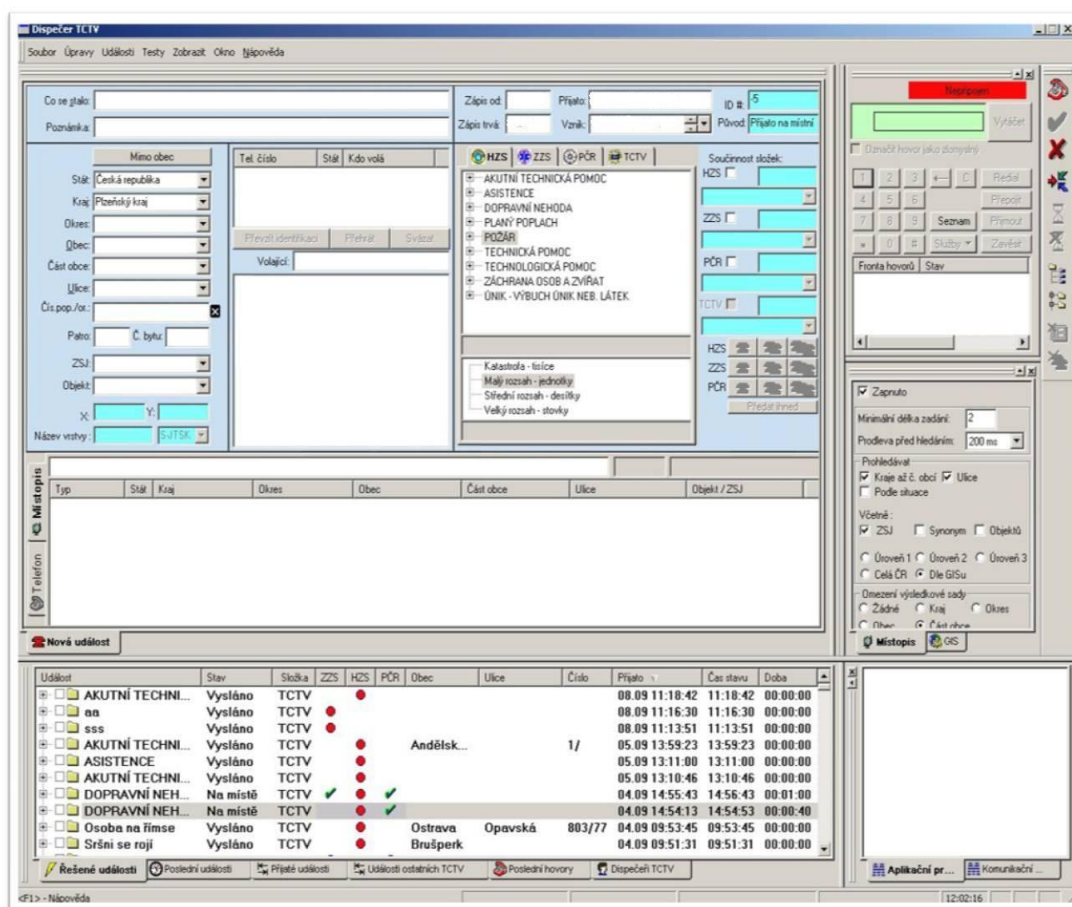 Dispečer TCTV
Soubor Úpravy Události Testy Zobrazit Okno Nápověda
Co se stalo:
Poznámka:
Zápis od: Přijato: ID #: -5
Zápis trvá: Vznik: Původ: Přijato na místní
Mimo obec
Stát: Česká republika
Kraj: Plzeňský kraj
Okres:
Obec:
Část obce:
Ulice:
Čís.pop./or.:
Patro: Č. bytu:
ZSJ:
Objekt:
X: Y:
Název vrstvy: SJTSK
Tel. číslo Stát Kdo volá
Převzít identifikaci Přehrát Svázat
Volající:
HZS ZZS PČR TCTV
AKUTNÍ TECHNICKÁ POMOC
ASISTENCE
DOPRAVNÍ NEHODA
PLANÝ POPLACH
POŽÁR
TECHNICKÁ POMOC
TECHNOLOGICKÁ POMOC
ZÁCHRANA OSOB A ZVÍŘAT
ÚNIK - VÝBUCH ÚNIK NEB. LÁTEK
Katastrofa - tisíce
Malý rozsah - jednotky
Střední rozsah - desítky
Velký rozsah - stovky
Součinnost složek:
HZS
ZZS
PČR
TCTV
HZS
ZZS
PČR
Předat ihned
Místopis
Telefon
Typ Stát Kraj Okres Obec Část obce Ulice Objekt / ZSJ
Nová událost
Nepřipojen
Vytáčet
Označit hovor jako zlomyslný
1 2 3 C Redial
4 5 6 Přepojit
7 8 9 Seznam Přijmout
* 0 # Služby Zavěsit
Fronta hovorů Stav
Zapnuto
Minimální délka zadání: 2
Prodleva před hledáním: 200 ms
Prohledávat
Kraje až č. obcí Ulice
Podle situace
Včetně :
ZSJ Synonym Objektů
Úroveň 1 Úroveň 2 Úroveň 3
Celá ČR Dle GISu
Omezení výsledkové sady
Žádné Kraj Okres
Obec Část obce
Místopis GIS
Událost Stav Složka ZZS HZS PČR Obec Ulice Číslo Přijato Čas stavu Doba
AKUTNÍ TECHNI... Vysláno TCTV 08.09 11:18:42 11:18:42 00:00:00
aa Vysláno TCTV 08.09 11:16:30 11:16:30 00:00:00
sss Vysláno TCTV 08.09 11:13:51 11:13:51 00:00:00
AKUTNÍ TECHNI... Vysláno TCTV Andělsk... 1/ 05.09 13:59:23 13:59:23 00:00:00
ASISTENCE Vysláno TCTV 05.09 13:11:00 13:11:00 00:00:00
AKUTNÍ TECHNI... Vysláno TCTV 05.09 13:10:46 13:10:46 00:00:00
DOPRAVNÍ NEH... Na místě TCTV 04.09 14:55:43 14:56:43 00:01:00
DOPRAVNÍ NEH... Na místě TCTV 04.09 14:54:13 14:54:53 00:00:40
Osoba na římse Vysláno TCTV Ostrava Opavská 803/77 04.09 09:53:45 09:53:45 00:00:00
Sršni se rojí Vysláno TCTV Brušperk 04.09 09:51:31 09:51:31 00:00:00
Řešené události Poslední události Přijaté události Události ostatních TCTV Poslední hovory Dispečeři TCTV
Aplikační pr... Komunikační ...
<F1> - Nápověda 12:02:16